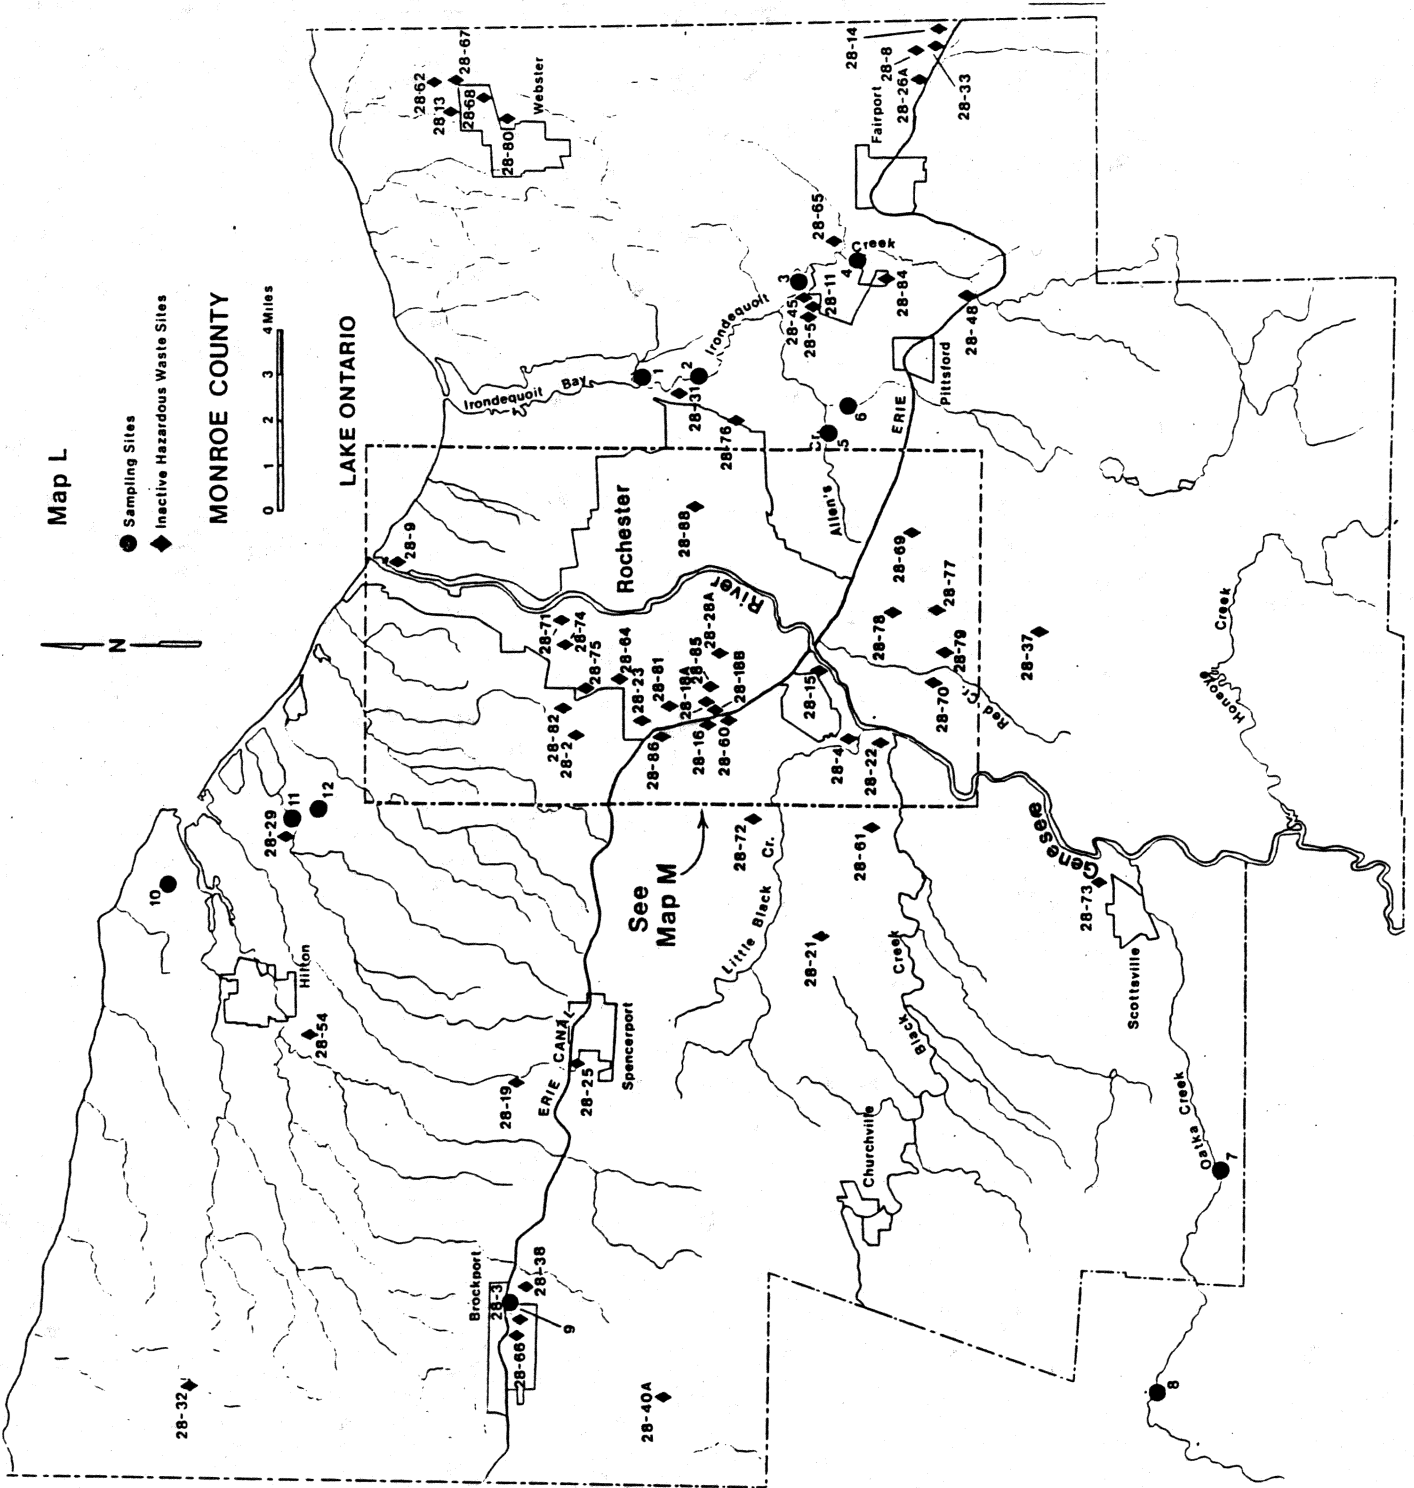 Map L
Sampling Sites
Inactive Hazardous Waste Sites
MONROE COUNTY
0 1 2 3 4 Miles
N
LAKE ONTARIO
28-32
10
Hilton
28-54
28-29
11
12
28-9
28-62
28-67
28-13
28-68
28-80
Webster
Irondequoit Bay
1
2
28-31
28-76
Irondequoit
Creek
3
4
28-45
28-5
28-11
28-65
28-84
28-48
Fairport
28-14
28-8
28-26A
28-33
Pittsford
ERIE
5
6
Allen's
Cr.
Rochester
28-88
28-71
28-74
28-75
28-64
28-23
28-81
28-82
28-2
28-86
28-18A
28-85
28-28A
28-18B
28-16
28-60
River
28-15
28-4
28-22
28-69
28-78
28-77
28-79
28-70
28-37
Red Cr.
See
Map M
28-72
Little Black Cr.
28-61
28-21
Black Creek
Genesee
28-73
Scottsville
Honeoye Creek
Oatka Creek
7
8
Churchville
28-19
ERIE CANAL
28-25
Spencerport
Brockport
28-3
28-38
9
28-66
28-40A